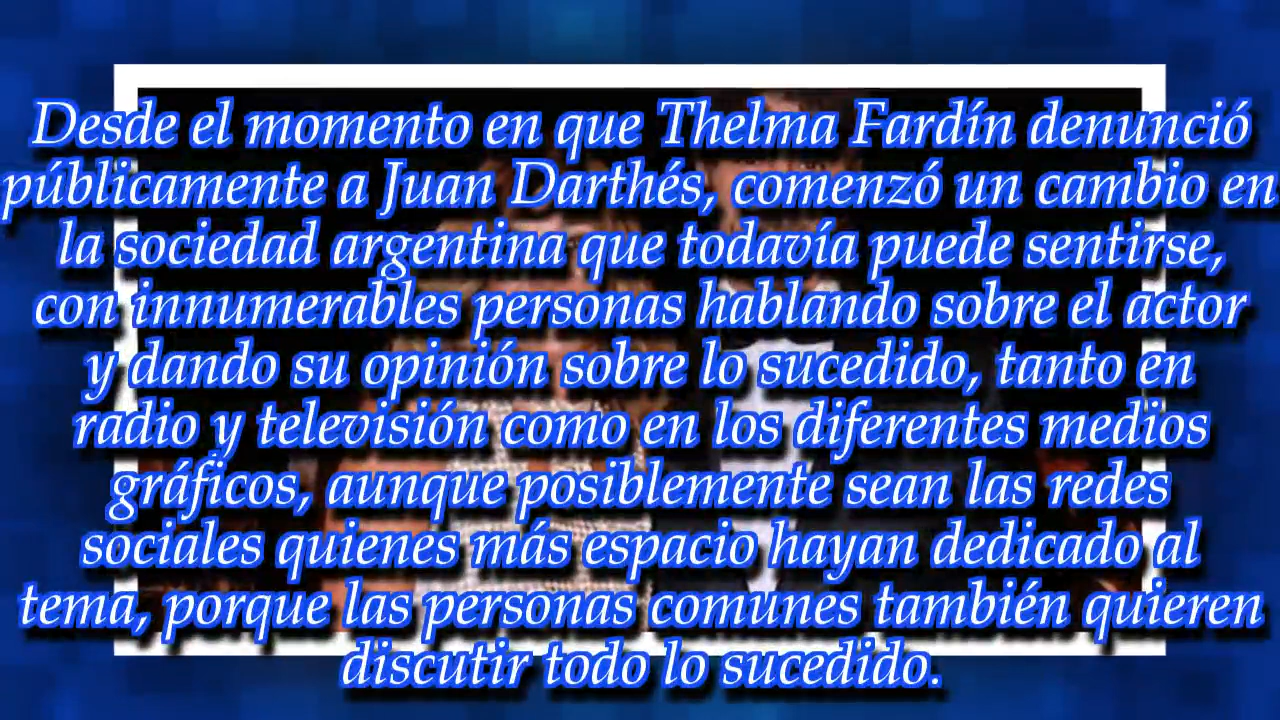 Desde el momento en que Thelma Fardín denunció
públicamente a Juan Darthés, comenzó un cambio en
la sociedad argentina que todavía puede sentirse,
con innumerables personas hablando sobre el actor
y dando su opinión sobre lo sucedido, tanto en
radio y televisión como en los diferentes medios
gráficos, aunque posiblemente sean las redes
sociales quienes más espacio hayan dedicado al
tema, porque las personas comunes también quieren
discutir todo lo sucedido.